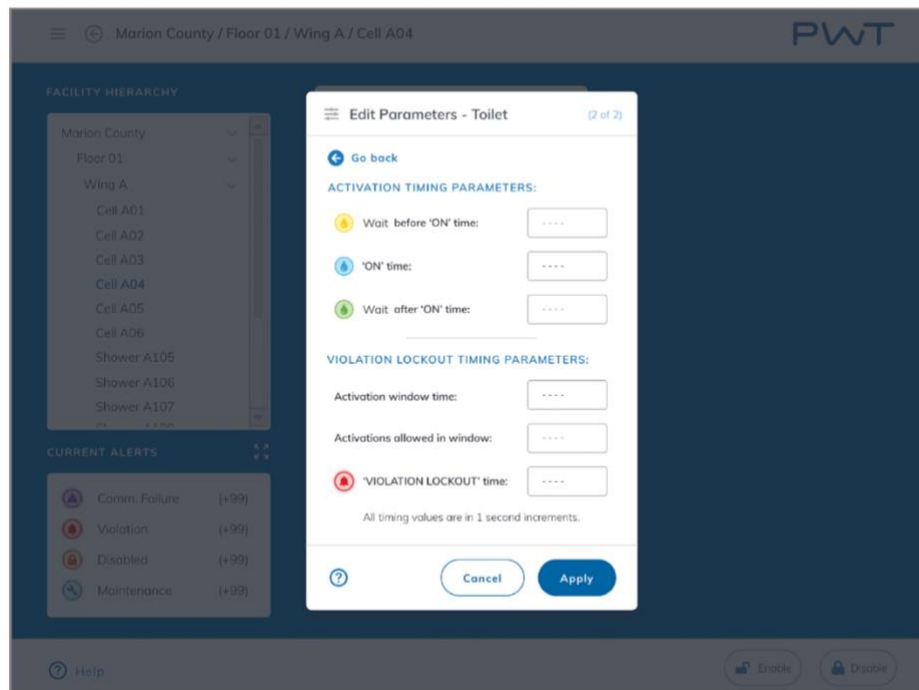 Marion County / Floor 01 / Wing A / Cell A04
PWT
FACILITY HIERARCHY
Marion County
Floor 01
Wing A
Cell A01
Cell A02
Cell A03
Cell A04
Cell A05
Cell A06
Shower A105
Shower A106
Shower A107
CURRENT ALERTS
Comm. Failure (+99)
Violation (+99)
Disabled (+99)
Maintenance (+99)
Edit Parameters - Toilet (2 of 2)
Go back
ACTIVATION TIMING PARAMETERS:
Wait before 'ON' time: ----
'ON' time: ----
Wait after 'ON' time: ----
VIOLATION LOCKOUT TIMING PARAMETERS:
Activation window time: ----
Activations allowed in window: ----
'VIOLATION LOCKOUT' time: ----
All timing values are in 1 second increments.
? Cancel Apply
? Help
Enable Disable